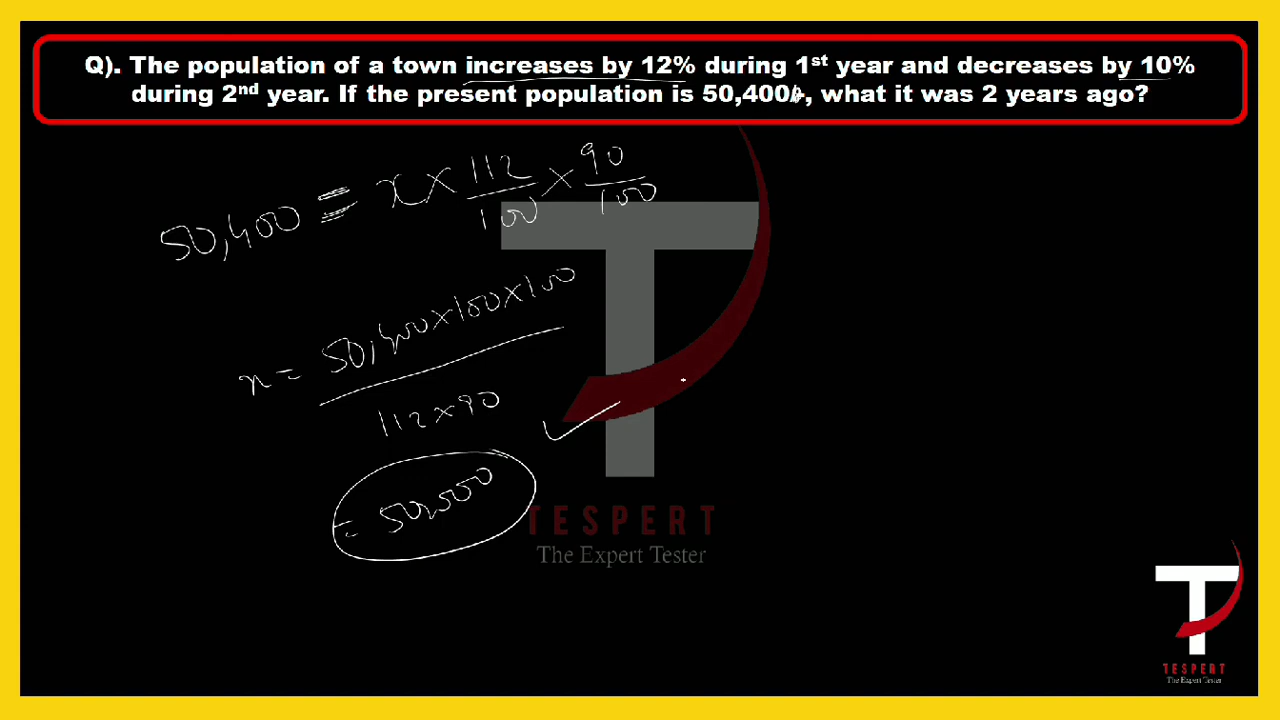 Q). The population of a town increases by 12% during 1st year and decreases by 10%
during 2nd year. If the present population is 50,400/-, what it was 2 years ago?
50,400 = x × 112/100 × 90/100
x = 50,400×100×100
112×90
= 50,000
TESPERT
The Expert Tester
TESPERT
The Expert Tester